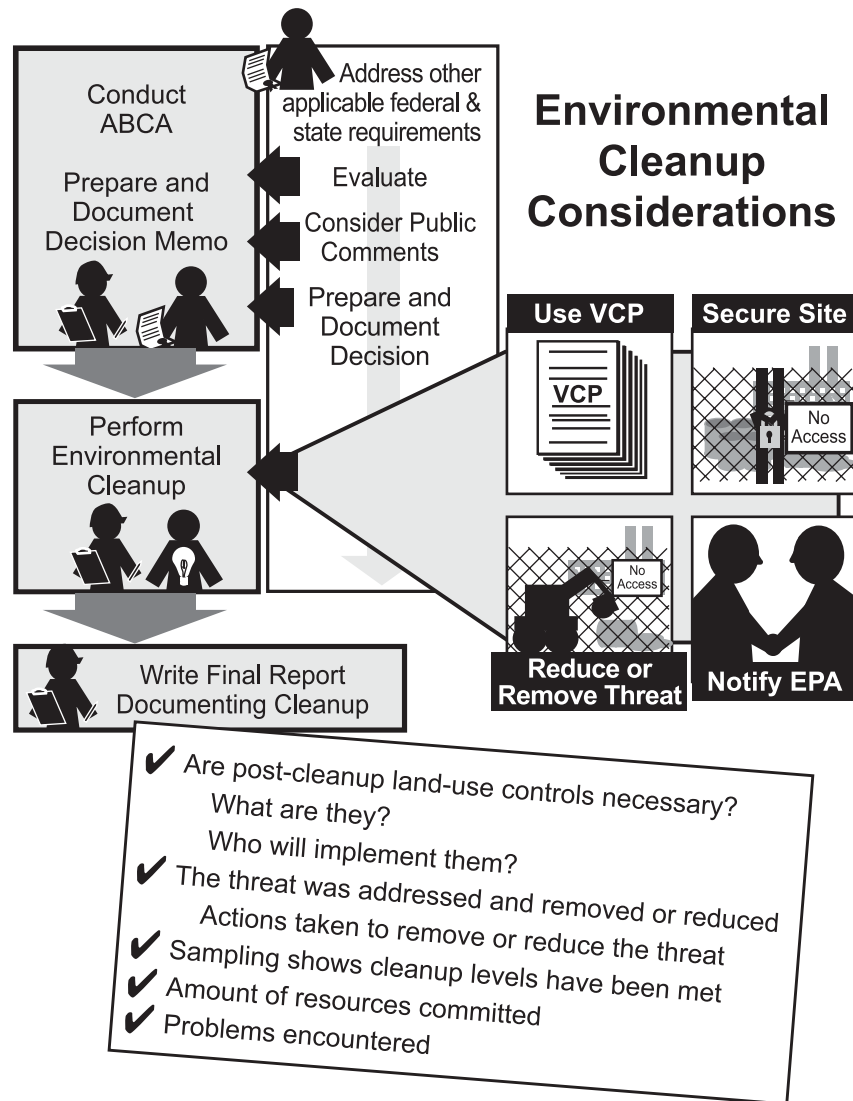 Environmental
Cleanup
Considerations
Conduct
ABCA
Prepare and
Document
Decision Memo
Address other
applicable federal &
state requirements
Evaluate
Consider Public
Comments
Prepare and
Document
Decision
Perform
Environmental
Cleanup
Use VCP
VCP
Secure Site
No
Access
No
Access
Reduce or
Remove Threat
Notify EPA
Write Final Report
Documenting Cleanup
✔ Are post-cleanup land-use controls necessary?
What are they?
Who will implement them?
✔ The threat was addressed and removed or reduced
Actions taken to remove or reduce the threat
✔ Sampling shows cleanup levels have been met
✔ Amount of resources committed
✔ Problems encountered